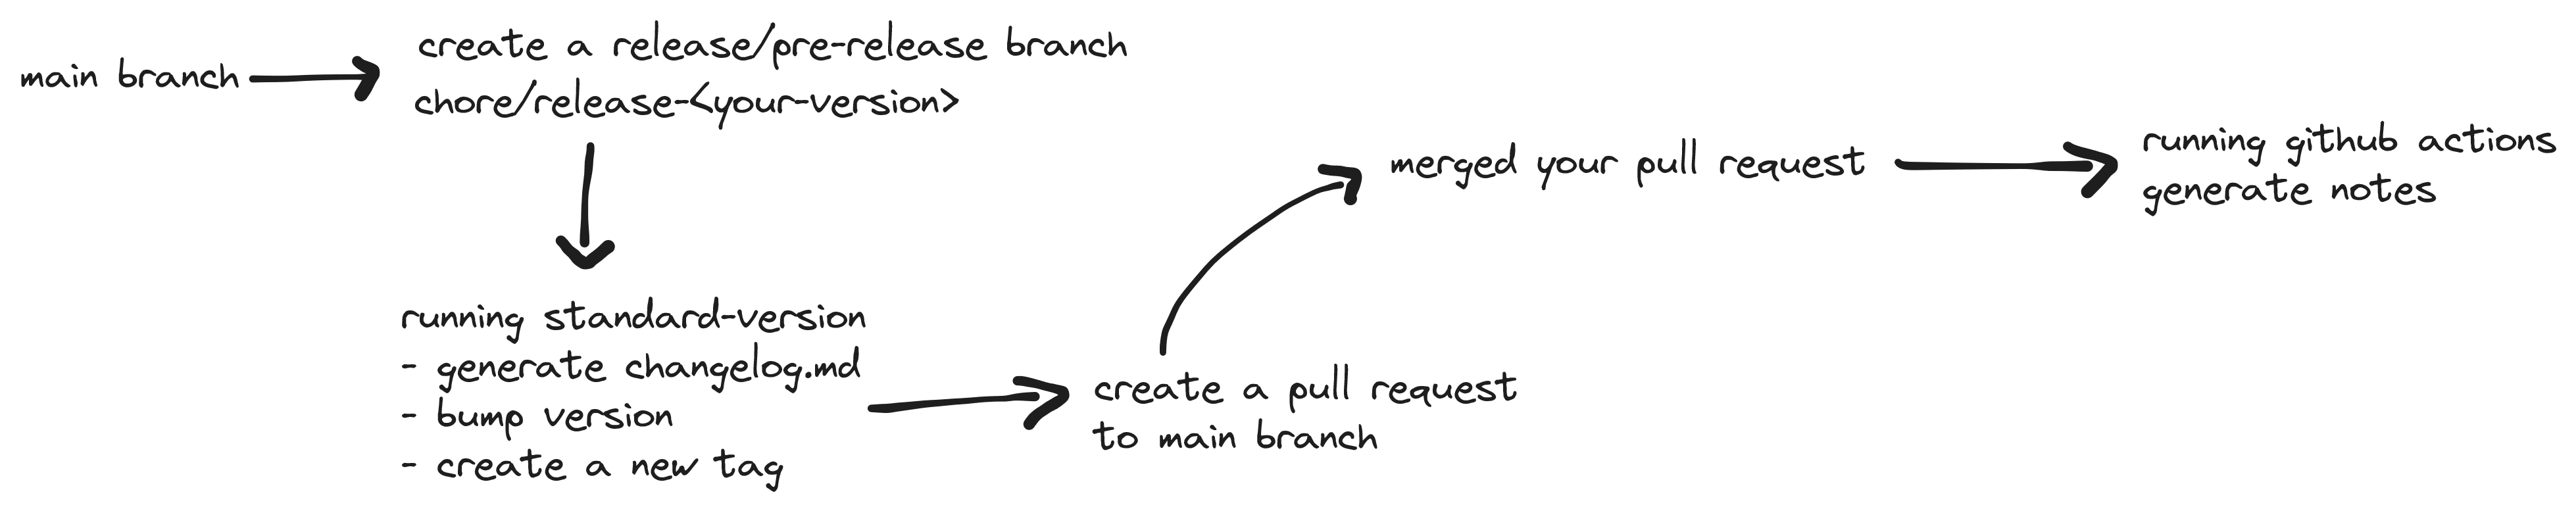 main branch
create a release/pre-release branch
chore/release-<your-version>
running standard-version
- generate changelog.md
- bump version
- create a new tag
create a pull request
to main branch
merged your pull request
running github actions
generate notes